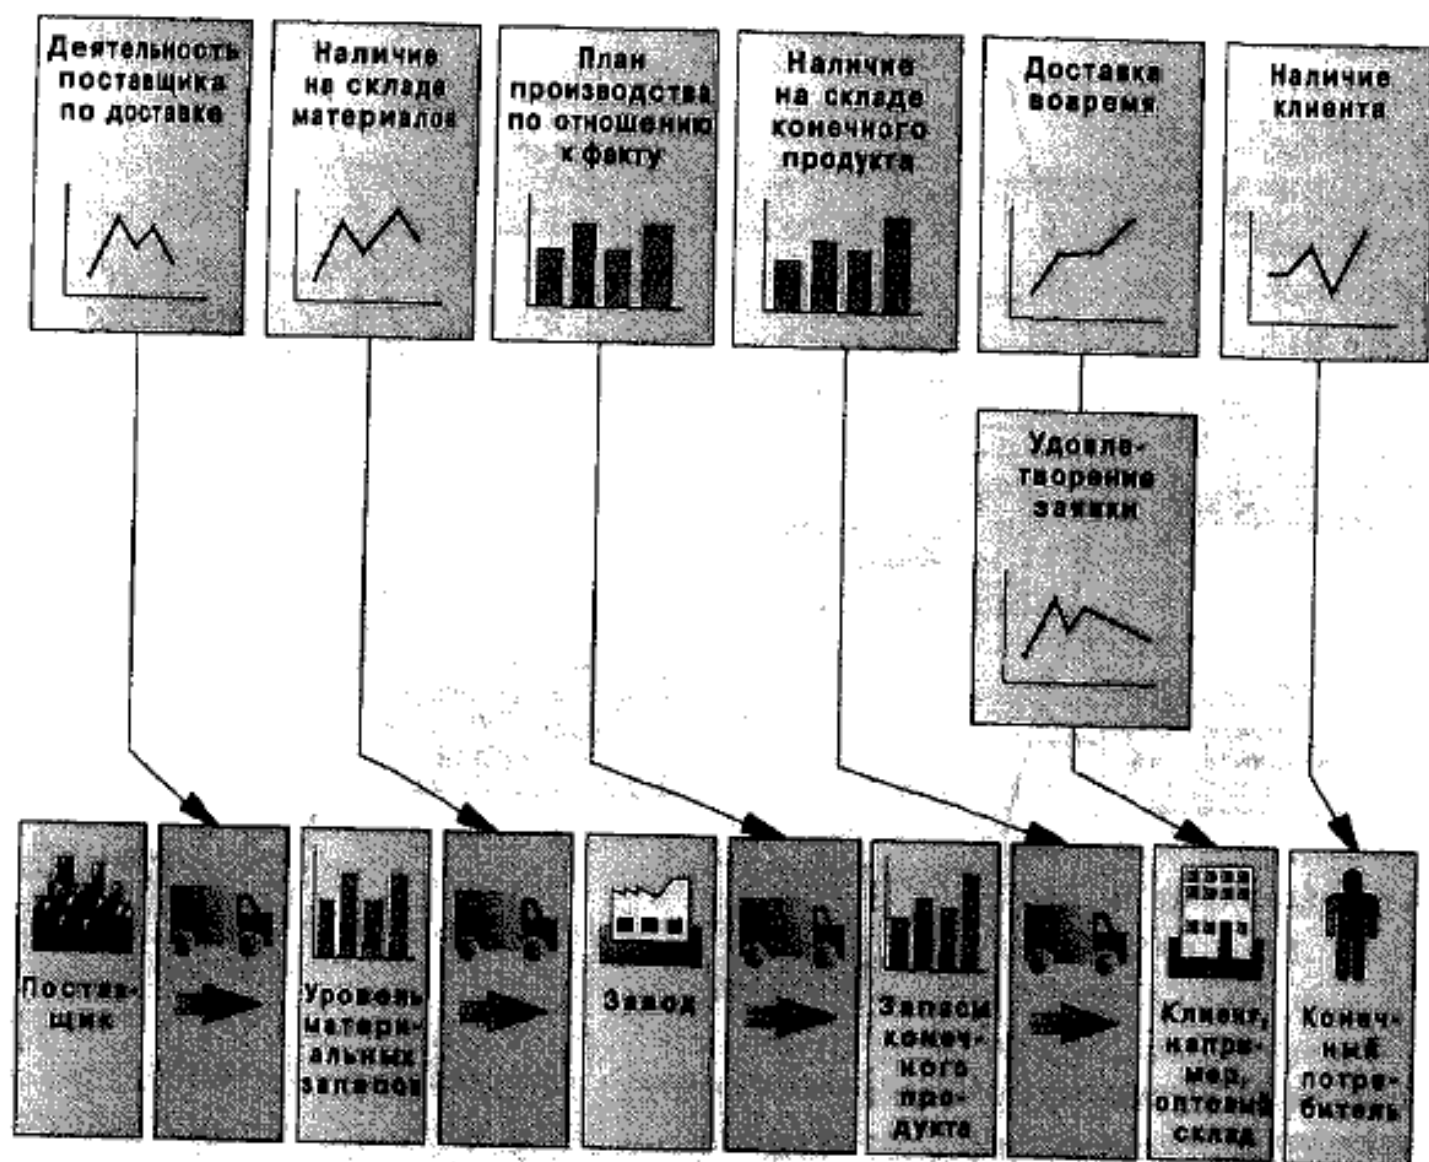 Деятельность
поставщика
по доставке
Наличие
на складе
материалов
План
производства
по отношению
к факту
Наличие
на складе
конечного
продукта
Доставка
вовремя
Наличие
клиента
Удовле-
творение
заявки
Постав-
щик
Уровень
матери-
альных
запасов
Завод
Запасы
конеч-
ного
про-
дукта
Клиент,
напри-
мер,
оптовый
склад
Конеч-
ный
потре-
битель